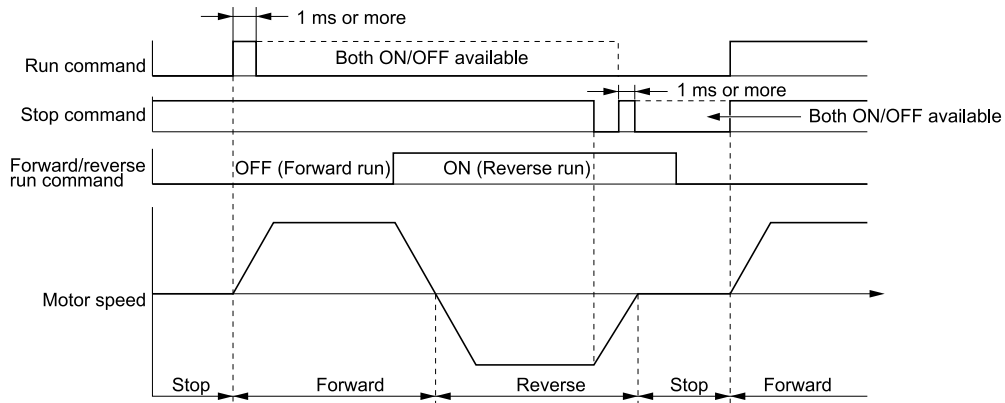 1 ms or more
Run command
Both ON/OFF available
1 ms or more
Stop command
Both ON/OFF available
Forward/reverse
run command
OFF (Forward run)
ON (Reverse run)
Motor speed
Stop
Forward
Reverse
Stop
Forward